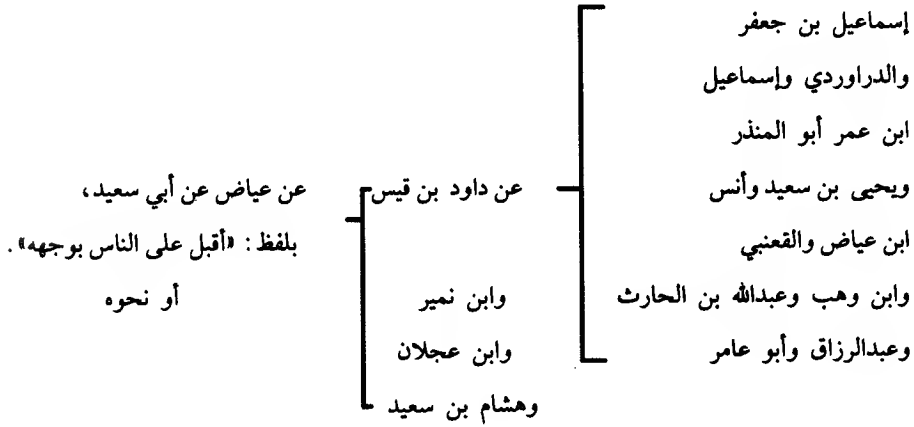 إسماعيل بن جعفر
والدراوردي وإسماعيل
ابن عمر أبو المنذر
ويحيى بن سعيد وأنس
ابن عياض والقعنبي
وابن وهب وعبدالله بن الحارث
وعبدالرزاق وأبو عامر
عن داود بن قيس
وابن نمير
وابن عجلان
وهشام بن سعيد
عن عياض عن أبي سعيد،
بلفظ: «أقبل على الناس بوجهه».
أو نحوه